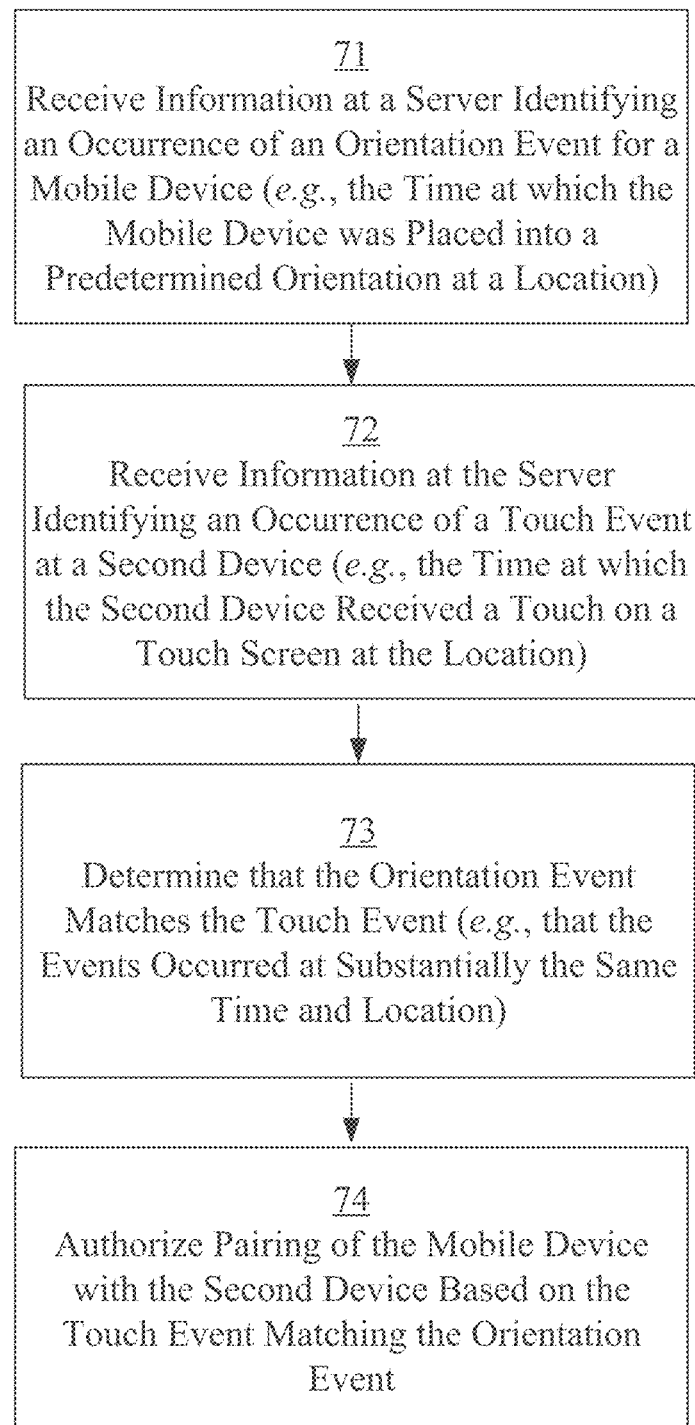 71
Receive Information at a Server Identifying
an Occurrence of an Orientation Event for a
Mobile Device (e.g., the Time at which the
Mobile Device was Placed into a
Predetermined Orientation at a Location)
72
Receive Information at the Server
Identifying an Occurrence of a Touch Event
at a Second Device (e.g., the Time at which
the Second Device Received a Touch on a
Touch Screen at the Location)
73
Determine that the Orientation Event
Matches the Touch Event (e.g., that the
Events Occurred at Substantially the Same
Time and Location)
74
Authorize Pairing of the Mobile Device
with the Second Device Based on the
Touch Event Matching the Orientation
Event